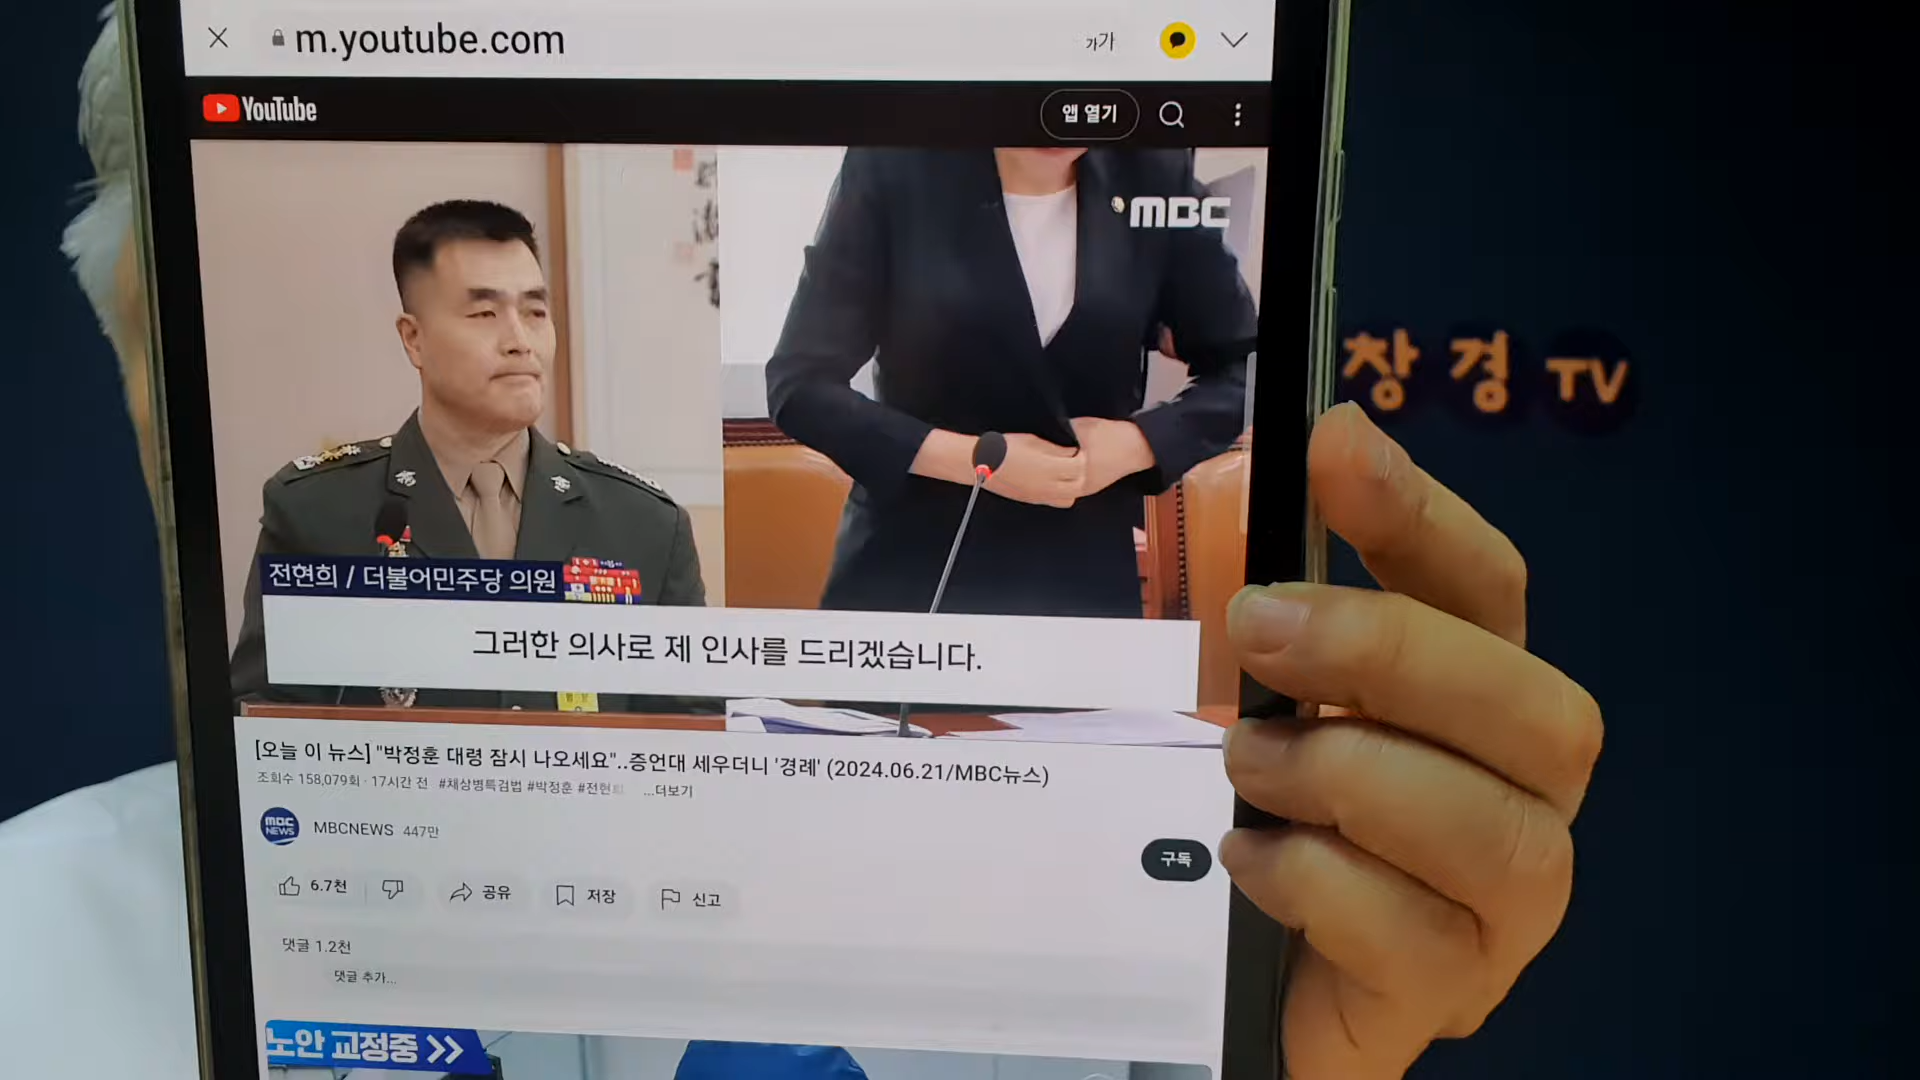 m.youtube.com
가가
YouTube
앱 열기
MBC
창경 TV
전현희 / 더불어민주당 의원
그러한 의사로 제 인사를 드리겠습니다.
[오늘 이 뉴스] "박정훈 대령 잠시 나오세요"..증언대 세우더니 '경례' (2024.06.21/MBC뉴스)
조회수 158,079회 · 17시간 전 #채상병특검법 #박정훈 #전현희 ...더보기
MBC NEWS
MBCNEWS 447만
구독
6.7천
공유
저장
신고
댓글 1.2천
댓글 추가...
노안 교정중 >>